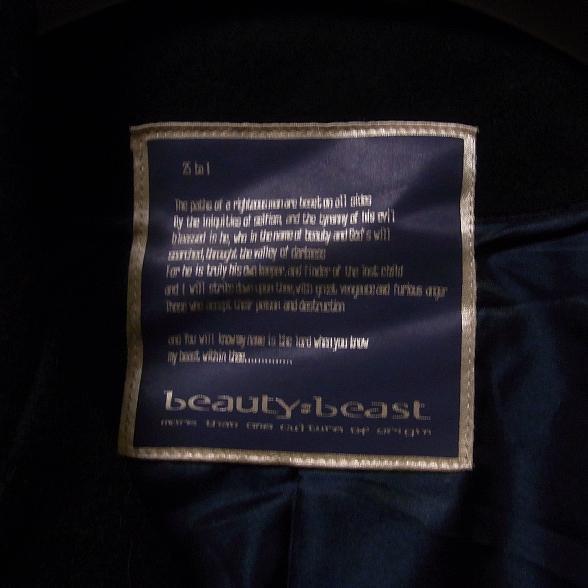 25 to 1
The paths of a righteous man are beset on all sides
By the iniquities of selfism, and the tyranny of his evil
blessed in he, who in the name of beauty and God's will
searched, throught the valley of darkness
For he is truly his own keeper, and finder of the lost child
and I will strike down upon thee, with great vengeance and furious anger
Those who accept their poison and destruction
and You will know my name is the lord when you know
my beast within thee..............
beauty:beast
more than one culture of origin